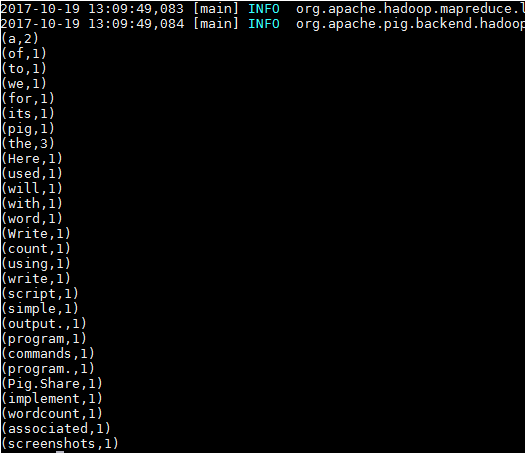 2017-10-19 13:09:49,083 [main] INFO  org.apache.hadoop.mapreduce.l
2017-10-19 13:09:49,084 [main] INFO  org.apache.pig.backend.hadoop
(a,2)
(of,1)
(to,1)
(we,1)
(for,1)
(its,1)
(pig,1)
(the,3)
(Here,1)
(used,1)
(will,1)
(with,1)
(word,1)
(Write,1)
(count,1)
(using,1)
(write,1)
(script,1)
(simple,1)
(output.,1)
(program,1)
(commands,1)
(program.,1)
(Pig.Share,1)
(implement,1)
(wordcount,1)
(associated,1)
(screenshots,1)